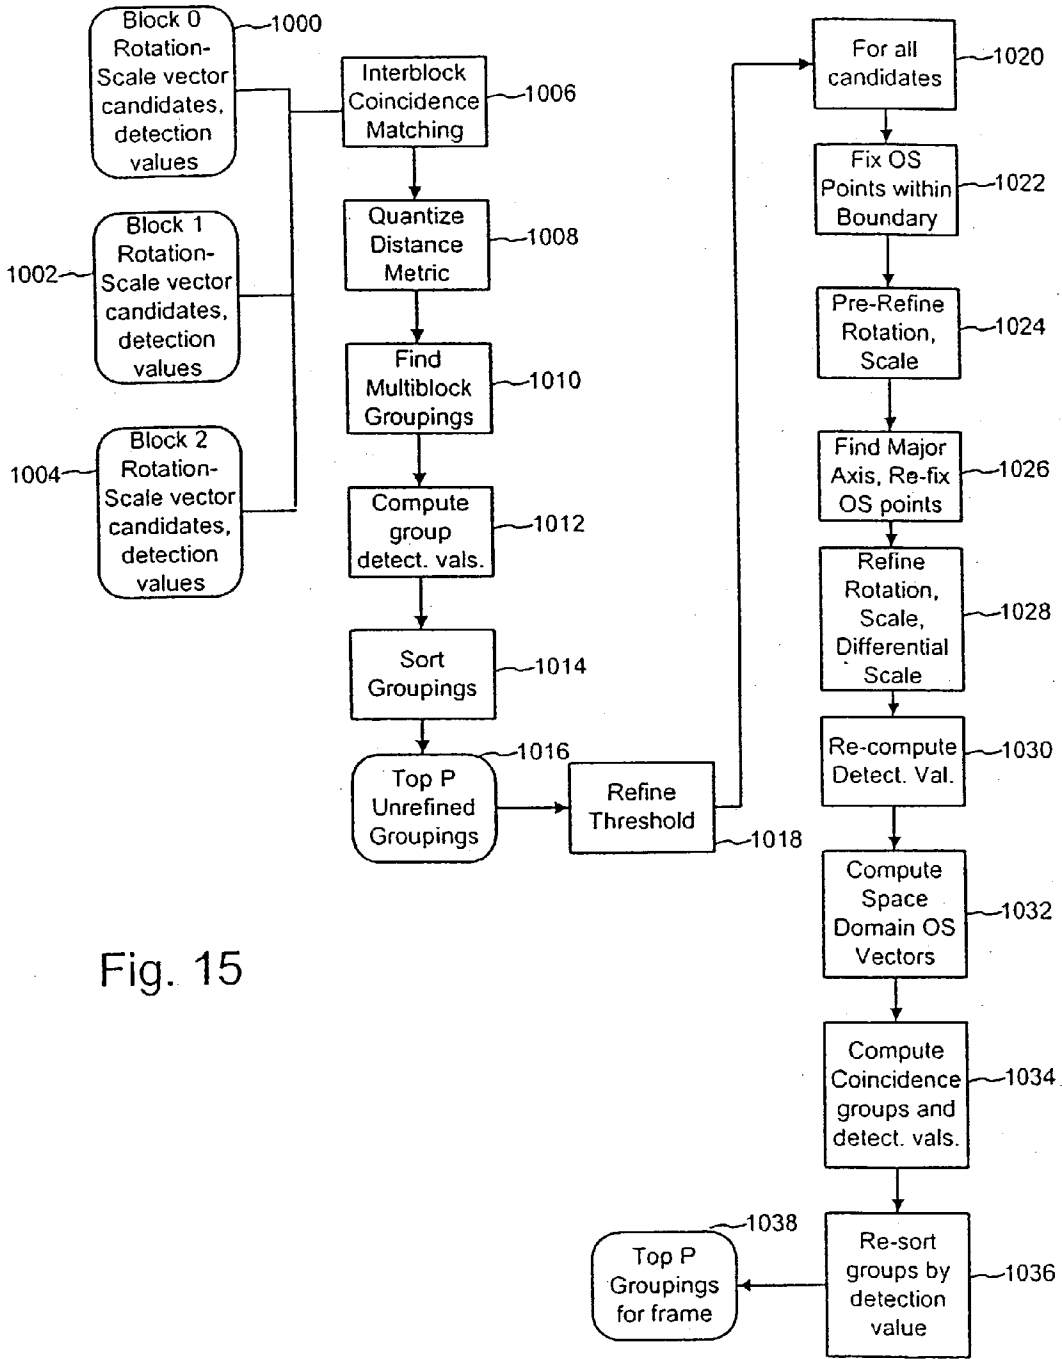 Block 0
Rotation-
Scale vector
candidates,
detection
values
1000
Block 1
Rotation-
Scale vector
candidates,
detection
values
1002
Block 2
Rotation-
Scale vector
candidates,
detection
values
1004
Interblock
Coincidence
Matching
1006
Quantize
Distance
Metric
1008
Find
Multiblock
Groupings
1010
Compute
group
detect. vals.
1012
Sort
Groupings
1014
Top P
Unrefined
Groupings
1016
Refine
Threshold
1018
For all
candidates
1020
Fix OS
Points within
Boundary
1022
Pre-Refine
Rotation,
Scale
1024
Find Major
Axis, Re-fix
OS points
1026
Refine
Rotation,
Scale,
Differential
Scale
1028
Re-compute
Detect. Val.
1030
Compute
Space
Domain OS
Vectors
1032
Compute
Coincidence
groups and
detect. vals.
1034
Re-sort
groups by
detection
value
1036
Top P
Groupings
for frame
1038
Fig. 15